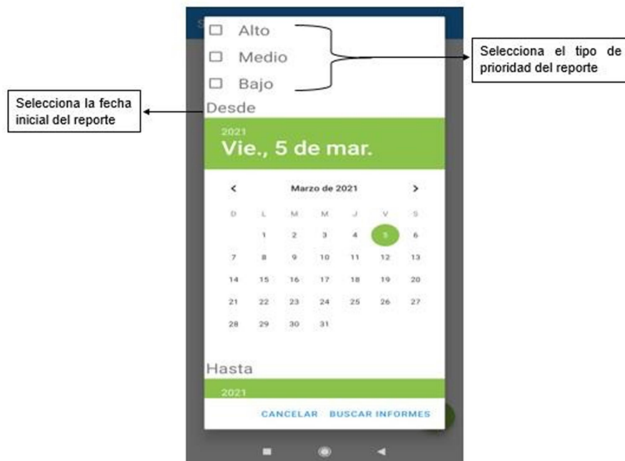 S
Alto
Medio
Bajo
Selecciona el tipo de
prioridad del reporte
Selecciona la fecha
inicial del reporte
Desde
2021
Vie., 5 de mar.
< Marzo de 2021 >
D L M M J V S
1 2 3 4 5 6
7 8 9 10 11 12 13
14 15 16 17 18 19 20
21 22 23 24 25 26 27
28 29 30 31
Hasta
2021
CANCELAR BUSCAR INFORMES